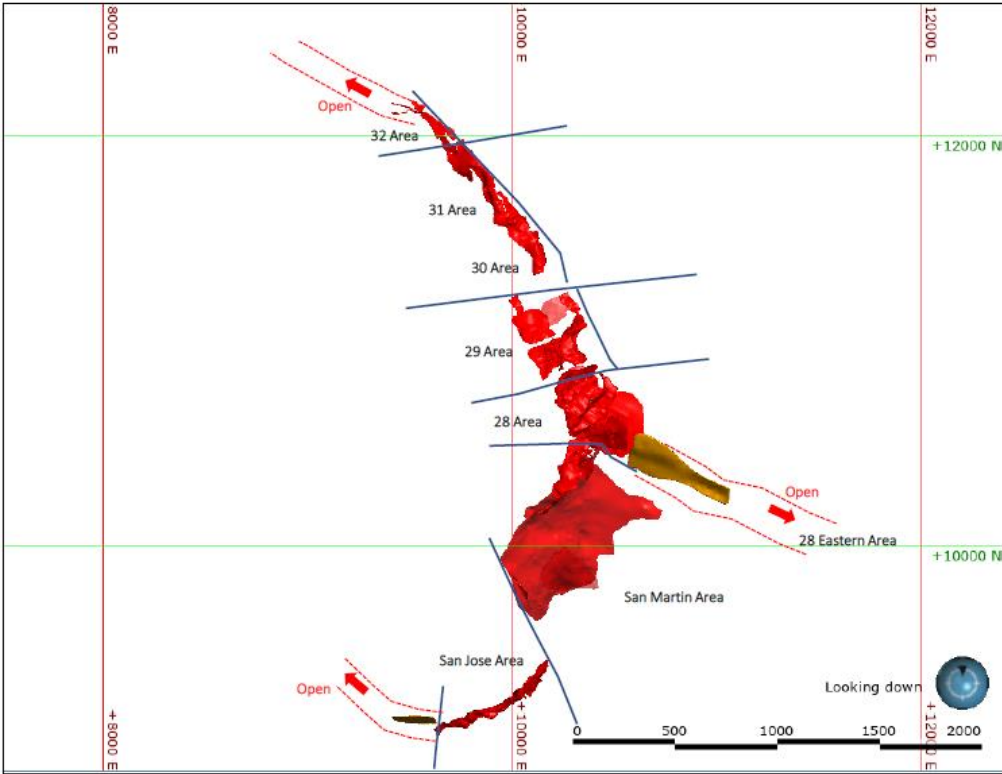 8000 E
10000 E
12000 E
Open
32 Area
+12000 N
31 Area
30 Area
29 Area
28 Area
Open
28 Eastern Area
+10000 N
San Martin Area
San Jose Area
Open
Looking down
+8000 E
+10000 E
+12000 E
0 500 1000 1500 2000